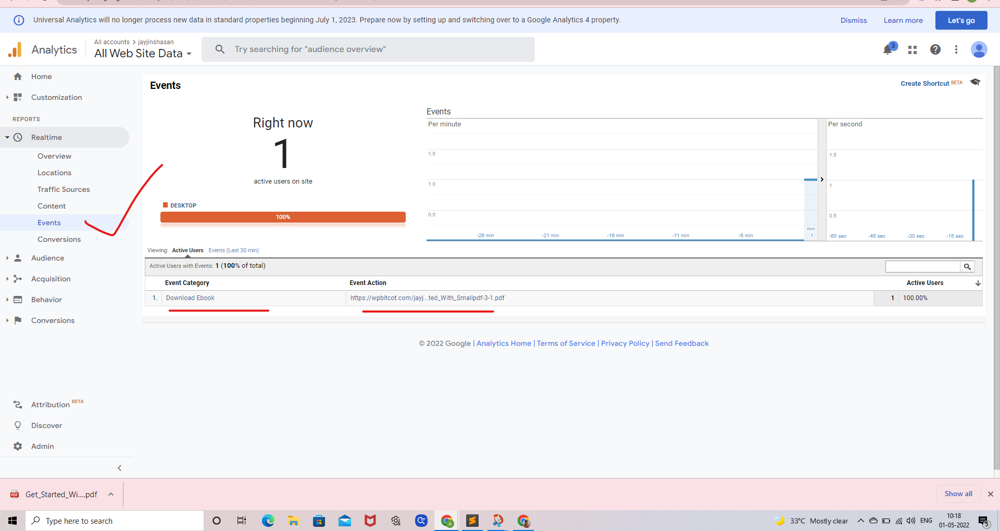 Universal Analytics will no longer process new data in standard properties beginning July 1, 2023. Prepare now by setting up and switching over to a Google Analytics 4 property.
Dismiss
Learn more
Let's go
Analytics
All accounts > jayjinshasan
All Web Site Data
Try searching for "audience overview"
3
Home
Customization
REPORTS
Realtime
Overview
Locations
Traffic Sources
Content
Events
Conversions
Audience
Acquisition
Behavior
Conversions
Attribution BETA
Discover
Admin
Events
Create Shortcut BETA
Right now
1
active users on site
DESKTOP
100%
Events
Per minute
1.5
1.0
0.5
-26 min
-21 min
-16 min
-11 min
-6 min
min
-1
Per second
1.5
1
0.5
-60 sec
-45 sec
-30 sec
-15 sec
Viewing: Active Users Events (Last 30 min)
Active Users with Events: 1 (100% of total)
Event Category Event Action Active Users
1. Download Ebook https://wpbitcot.com/jayj...ted_With_Smallpdf-3-1.pdf 1 100.00%
© 2022 Google | Analytics Home | Terms of Service | Privacy Policy | Send Feedback
PDF
Get_Started_Wi....pdf
Show all
Type here to search
A
33°C Mostly clear
ENG
10:18
01-05-2022
5